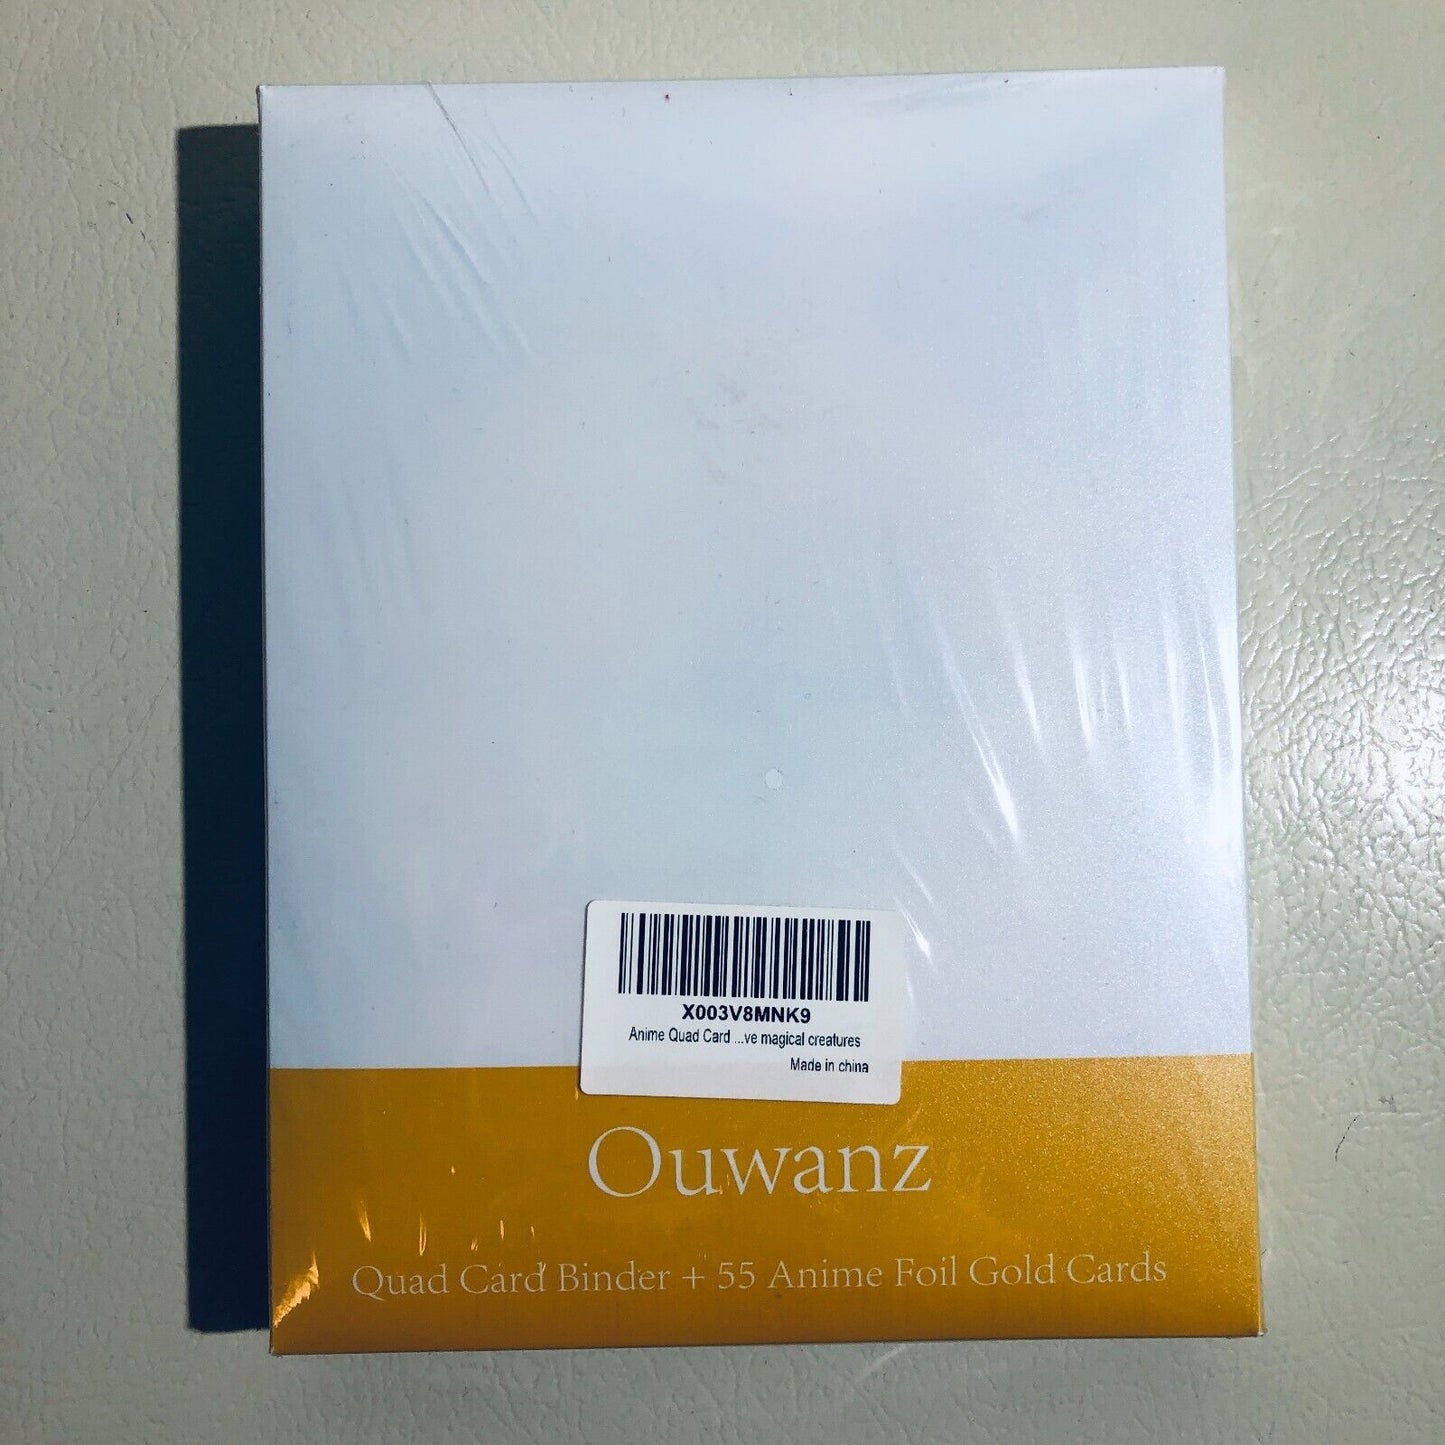 X003V8MNK9
Anime Quad Card ...ve magical creatures
Made in china
Ouwanz
Quad Card Binder + 55 Anime Foil Gold Cards